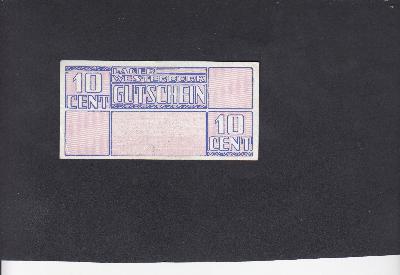 10
CENT
LAGER
WESTERBORK
GUTSCHEIN
10
CENT